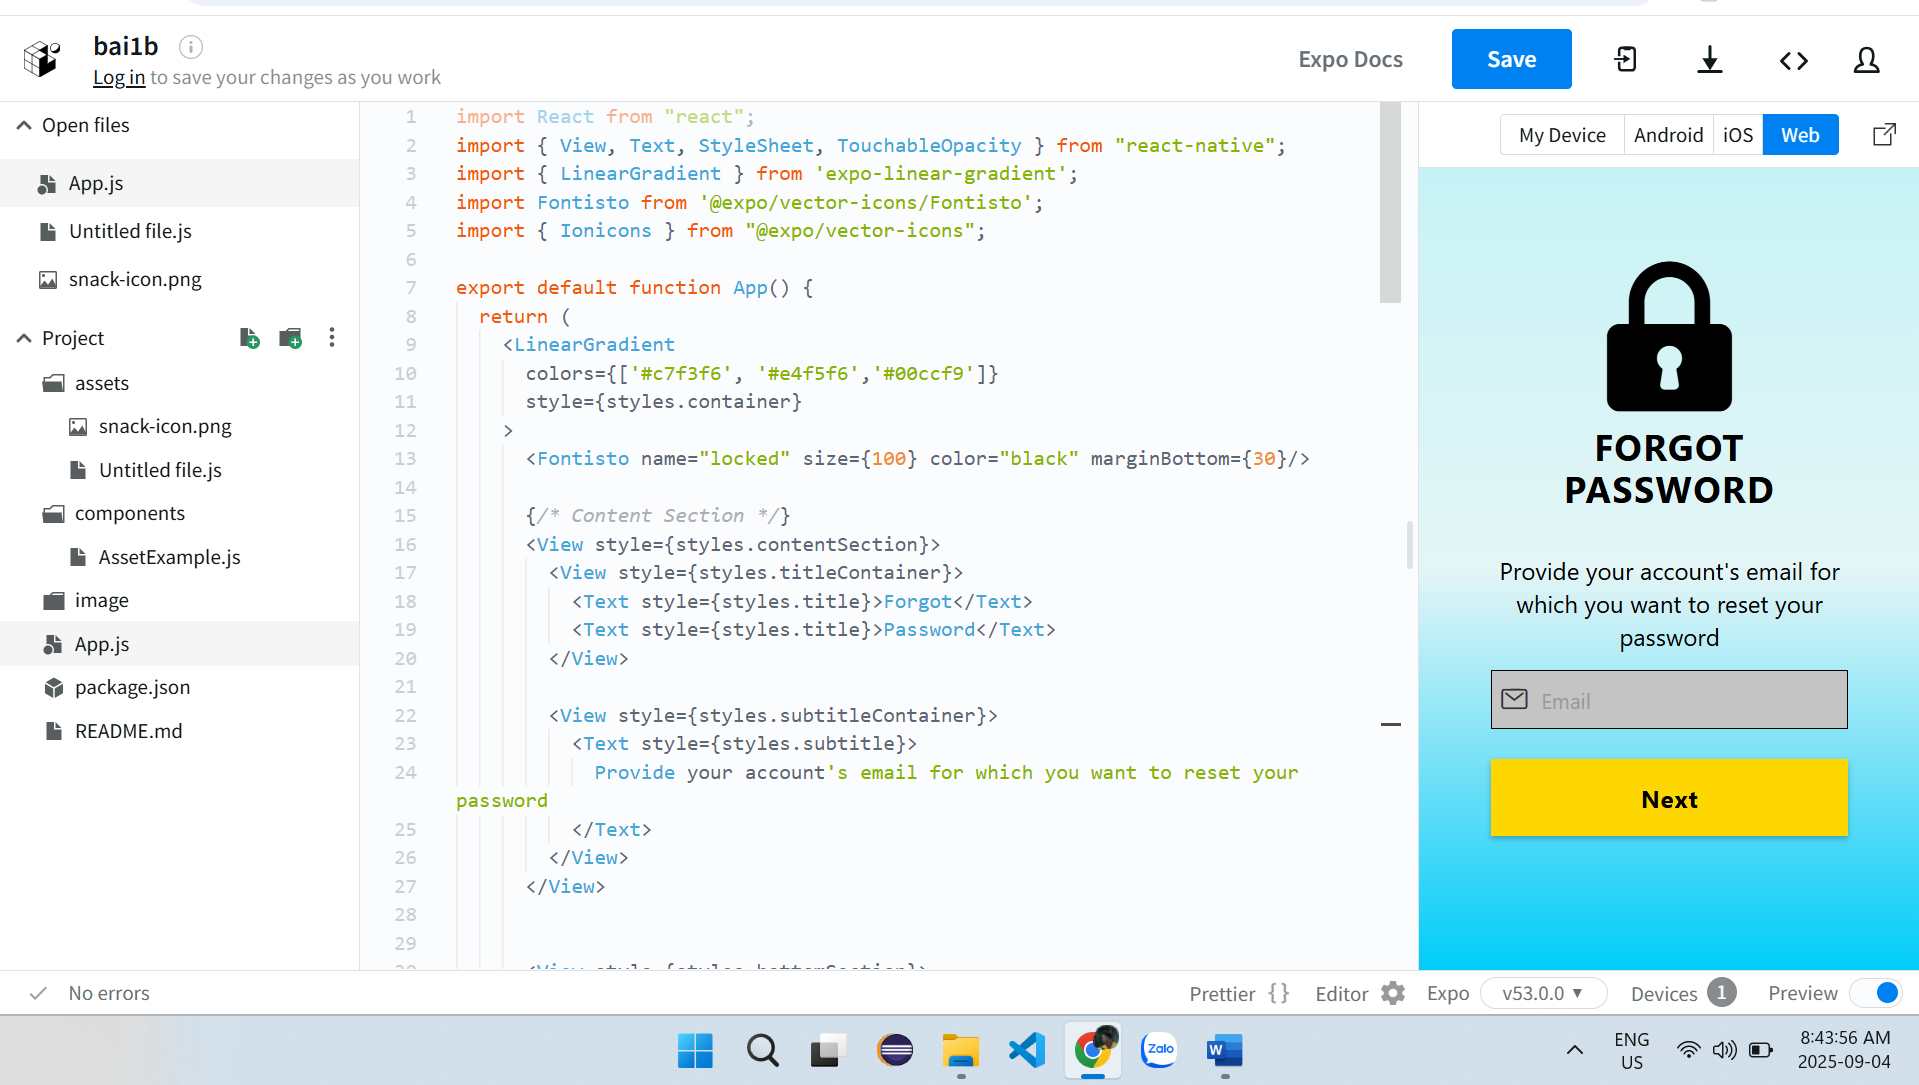 bai1b
Log in to save your changes as you work
Expo Docs
Save
Open files
App.js
Untitled file.js
snack-icon.png
Project
assets
snack-icon.png
Untitled file.js
components
AssetExample.js
image
App.js
package.json
README.md
1 import React from "react";
2 import { View, Text, StyleSheet, TouchableOpacity } from "react-native";
3 import { LinearGradient } from 'expo-linear-gradient';
4 import Fontisto from '@expo/vector-icons/Fontisto';
5 import { Ionicons } from "@expo/vector-icons";
6
7 export default function App() {
8 return (
9 <LinearGradient
10 colors={['#c7f3f6', '#e4f5f6','#00ccf9']}
11 style={styles.container}
12 >
13 <Fontisto name="locked" size={100} color="black" marginBottom={30}/>
14
15 {/* Content Section */}
16 <View style={styles.contentSection}>
17 <View style={styles.titleContainer}>
18 <Text style={styles.title}>Forgot</Text>
19 <Text style={styles.title}>Password</Text>
20 </View>
21
22 <View style={styles.subtitleContainer}>
23 <Text style={styles.subtitle}>
24 Provide your account's email for which you want to reset your
password
25 </Text>
26 </View>
27 </View>
28
29
30 <View style={styles.bottomSection}>
My Device
Android
iOS
Web
FORGOT
PASSWORD
Provide your account's email for
which you want to reset your
password
Email
Next
No errors
Prettier {}
Editor
Expo
v53.0.0
Devices 1
Preview
Zalo
W
ENG
US
8:43:56 AM
2025-09-04